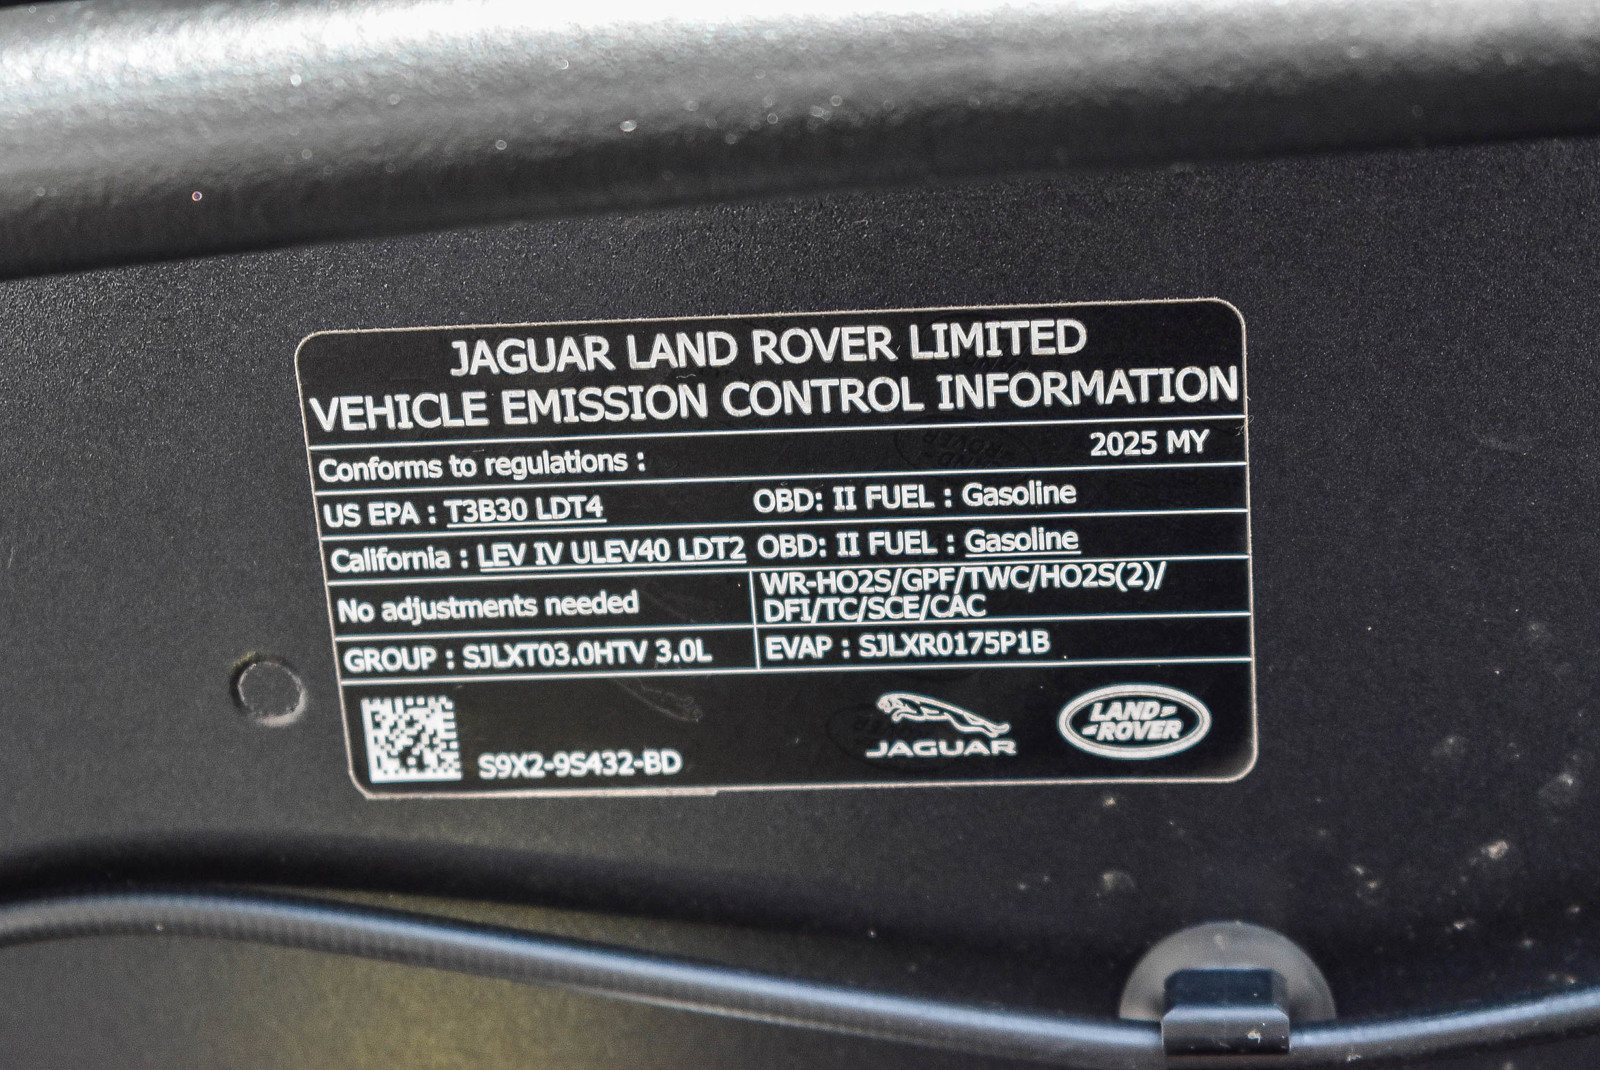 JAGUAR LAND ROVER LIMITED
VEHICLE EMISSION CONTROL INFORMATION
Conforms to regulations : 2025 MY
US EPA : T3B30 LDT4 OBD: II FUEL : Gasoline
California : LEV IV ULEV40 LDT2 OBD: II FUEL : Gasoline
No adjustments needed
WR-HO2S/GPF/TWC/HO2S(2)/
DFI/TC/SCE/CAC
GROUP : SJLXT03.0HTV 3.0L EVAP : SJLXR0175P1B
S9X2-9S432-BD
JAGUAR
LAND
ROVER